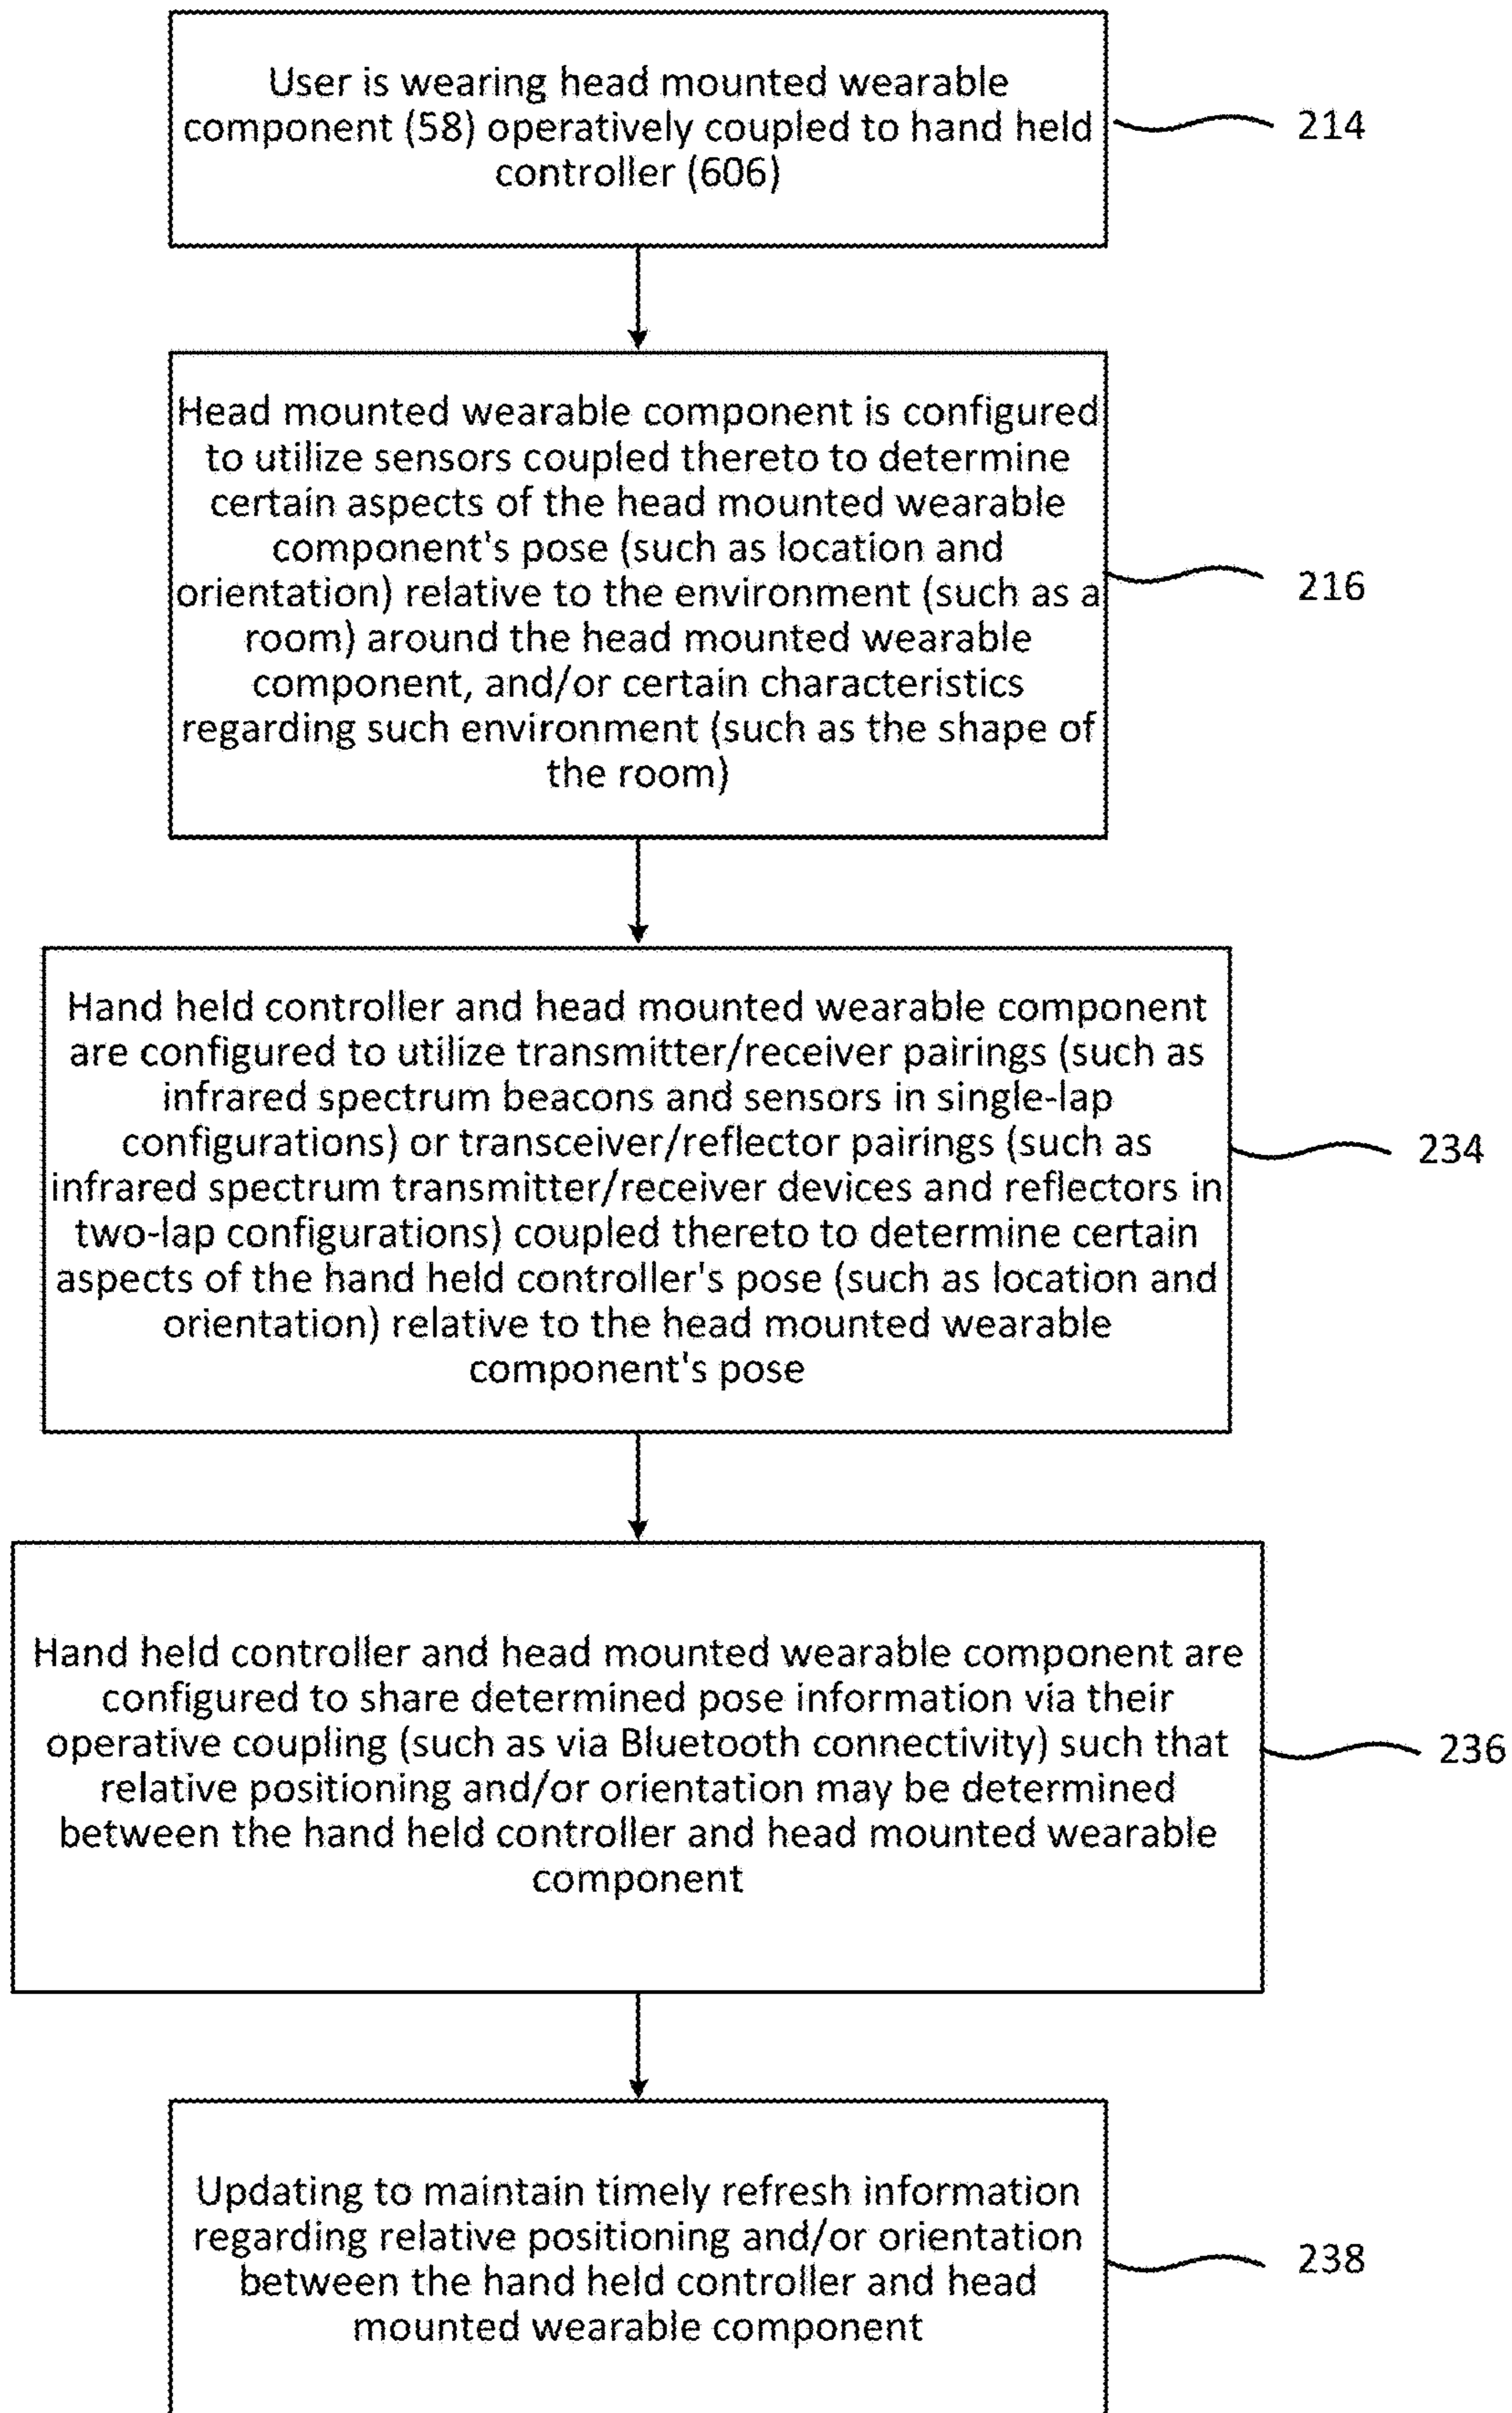 User is wearing head mounted wearable
component (58) operatively coupled to hand held
controller (606)
214
Head mounted wearable component is configured
to utilize sensors coupled thereto to determine
certain aspects of the head mounted wearable
component's pose (such as location and
orientation) relative to the environment (such as a
room) around the head mounted wearable
component, and/or certain characteristics
regarding such environment (such as the shape of
the room)
216
Hand held controller and head mounted wearable component
are configured to utilize transmitter/receiver pairings (such as
infrared spectrum beacons and sensors in single-lap
configurations) or transceiver/reflector pairings (such as
infrared spectrum transmitter/receiver devices and reflectors in
two-lap configurations) coupled thereto to determine certain
aspects of the hand held controller's pose (such as location and
orientation) relative to the head mounted wearable
component's pose
234
Hand held controller and head mounted wearable component are
configured to share determined pose information via their
operative coupling (such as via Bluetooth connectivity) such that
relative positioning and/or orientation may be determined
between the hand held controller and head mounted wearable
component
236
Updating to maintain timely refresh information
regarding relative positioning and/or orientation
between the hand held controller and head
mounted wearable component
238